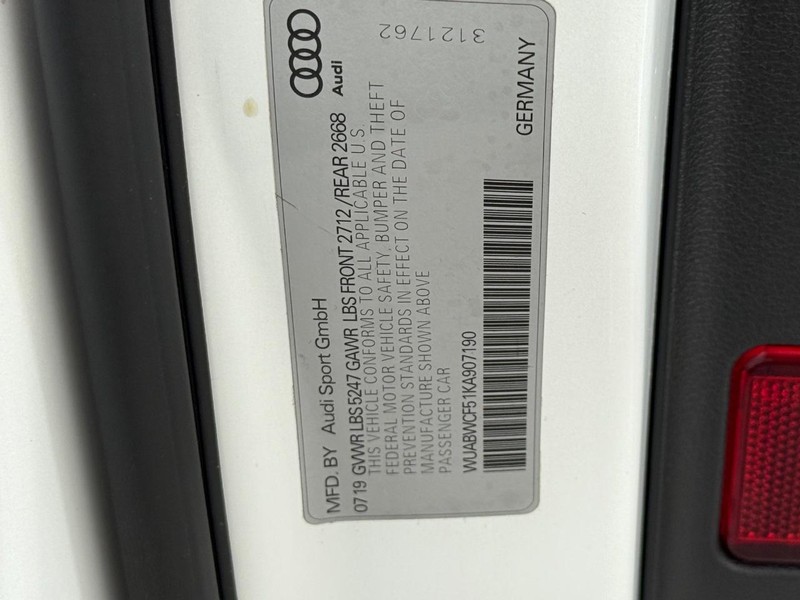 MFD. BY Audi Sport GmbH
Audi
0719 GVWR LBS 5247 GAWR LBS FRONT 2712 /REAR 2668
THIS VEHICLE CONFORMS TO ALL APPLICABLE U.S.
FEDERAL MOTOR VEHICLE SAFETY, BUMPER AND THEFT
PREVENTION STANDARDS IN EFFECT ON THE DATE OF
MANUFACTURE SHOWN ABOVE
PASSENGER CAR
WUABWCF51KA907190
GERMANY
3121762